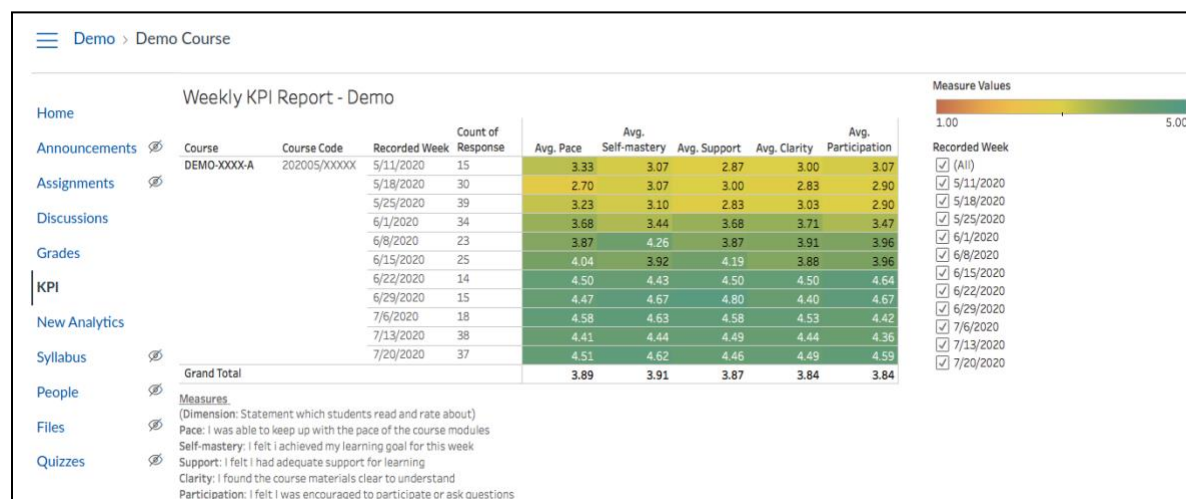 Demo > Demo Course
Home
Announcements
Assignments
Discussions
Grades
KPI
New Analytics
Syllabus
People
Files
Quizzes
Weekly KPI Report - Demo
Course Course Code Recorded Week Count of Response Avg. Pace Avg. Self-mastery Avg. Support Avg. Clarity Avg. Participation
DEMO-XXXX-A 202005/XXXXX 5/11/2020 15 3.33 3.07 2.87 3.00 3.07
5/18/2020 30 2.70 3.07 3.00 2.83 2.90
5/25/2020 39 3.23 3.10 2.83 3.03 2.90
6/1/2020 34 3.68 3.44 3.68 3.71 3.47
6/8/2020 23 3.87 4.26 3.87 3.91 3.96
6/15/2020 25 4.04 3.92 4.19 3.88 3.96
6/22/2020 14 4.50 4.43 4.50 4.50 4.64
6/29/2020 15 4.47 4.67 4.80 4.40 4.67
7/6/2020 18 4.58 4.63 4.58 4.53 4.42
7/13/2020 38 4.41 4.44 4.49 4.44 4.36
7/20/2020 37 4.51 4.62 4.46 4.49 4.59
Grand Total 3.89 3.91 3.87 3.84 3.84
Measures
(Dimension: Statement which students read and rate about)
Pace: I was able to keep up with the pace of the course modules
Self-mastery: I felt i achieved my learning goal for this week
Support: I felt I had adequate support for learning
Clarity: I found the course materials clear to understand
Participation: I felt I was encouraged to participate or ask questions
Measure Values
1.00 5.00
Recorded Week
(All)
5/11/2020
5/18/2020
5/25/2020
6/1/2020
6/8/2020
6/15/2020
6/22/2020
6/29/2020
7/6/2020
7/13/2020
7/20/2020